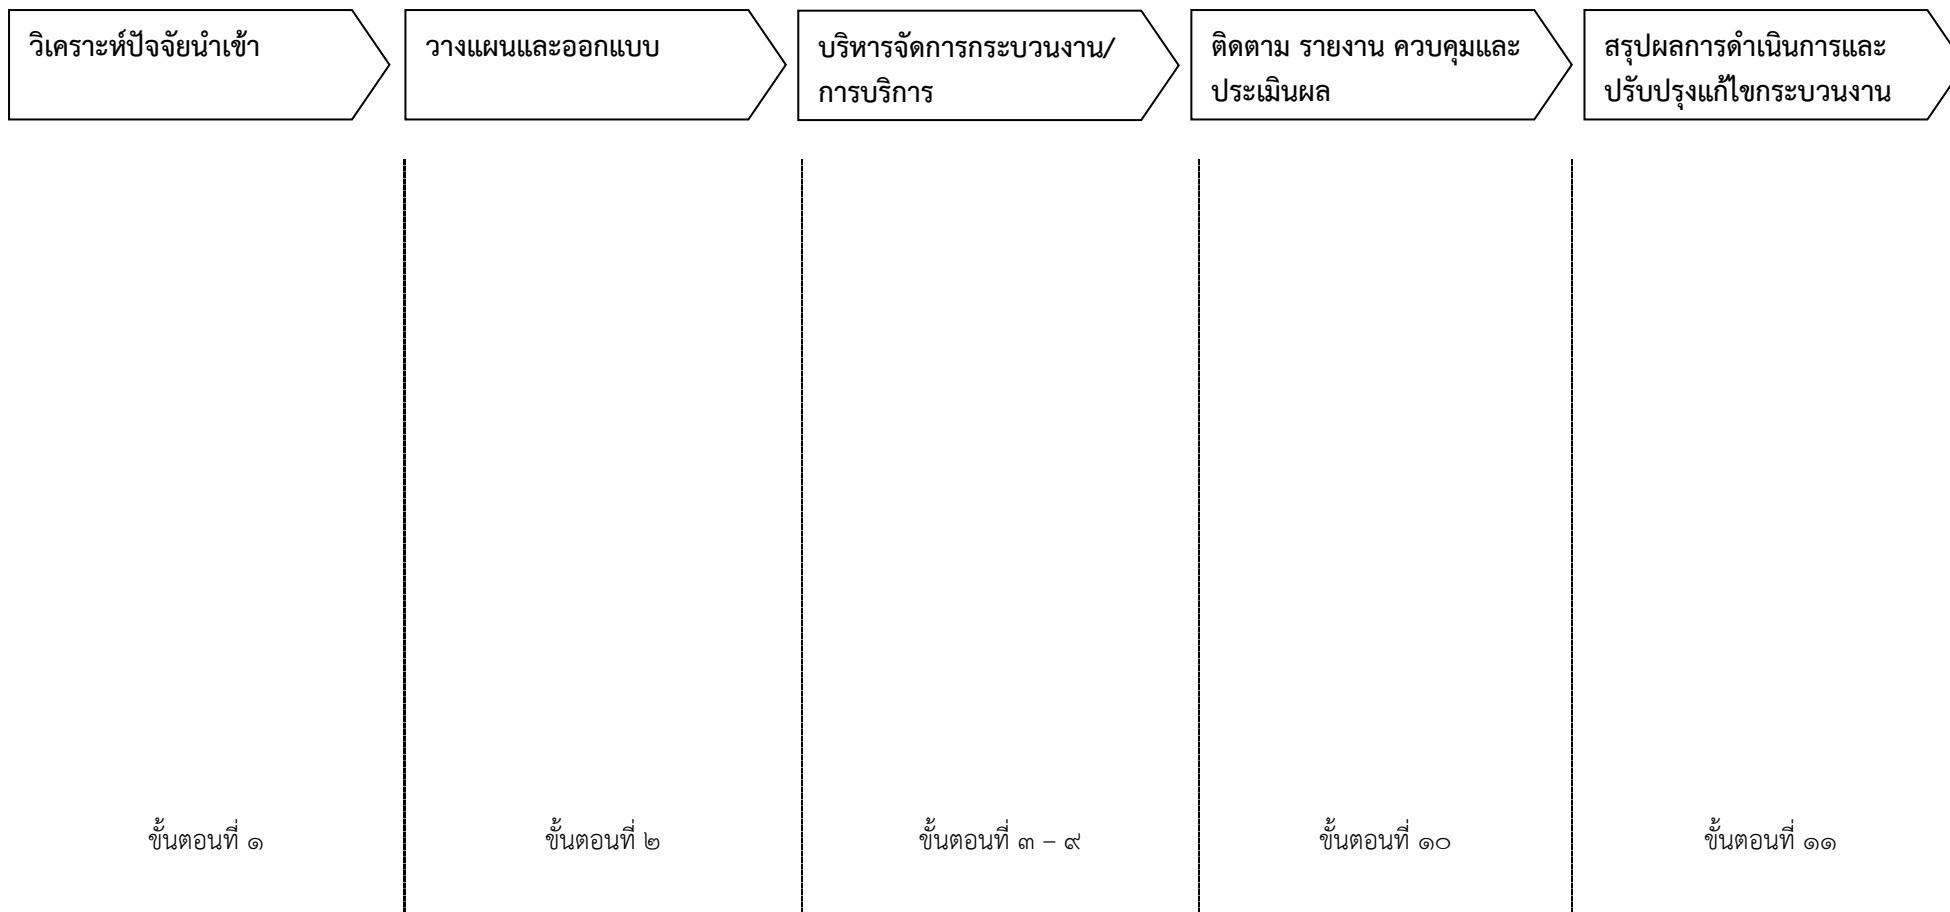 วิเคราะห์ปัจจัยนำเข้า
วางแผนและออกแบบ
บริหารจัดการกระบวนงาน/
การบริการ
ติดตาม รายงาน ควบคุมและ
ประเมินผล
สรุปผลการดำเนินการและ
ปรับปรุงแก้ไขกระบวนงาน
ขั้นตอนที่ ๑
ขั้นตอนที่ ๒
ขั้นตอนที่ ๓ – ๙
ขั้นตอนที่ ๑๐
ขั้นตอนที่ ๑๑